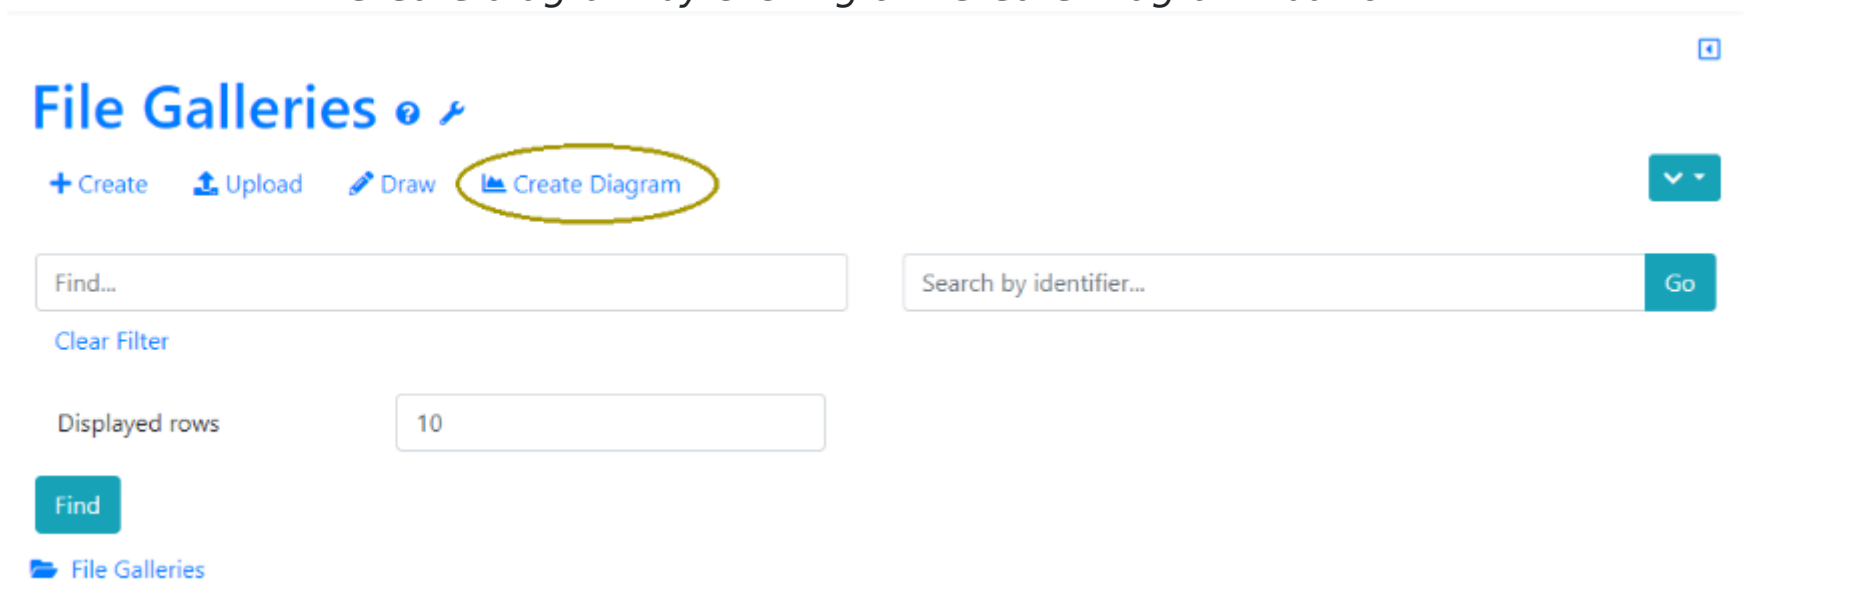 File Galleries
Create Upload Draw Create Diagram
Find... Search by identifier... Go
Clear Filter
Displayed rows 10
Find
File Galleries